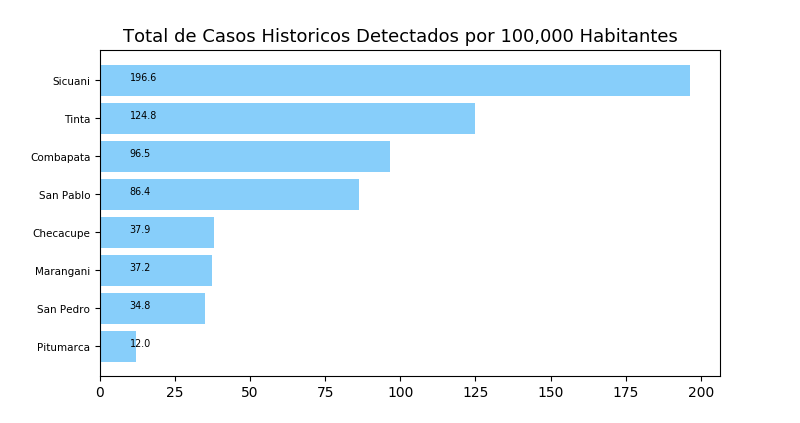 Total de Casos Historicos Detectados por 100,000 Habitantes
Sicuani 196.6
Tinta 124.8
Combapata 96.5
San Pablo 86.4
Checacupe 37.9
Marangani 37.2
San Pedro 34.8
Pitumarca 12.0
0 25 50 75 100 125 150 175 200